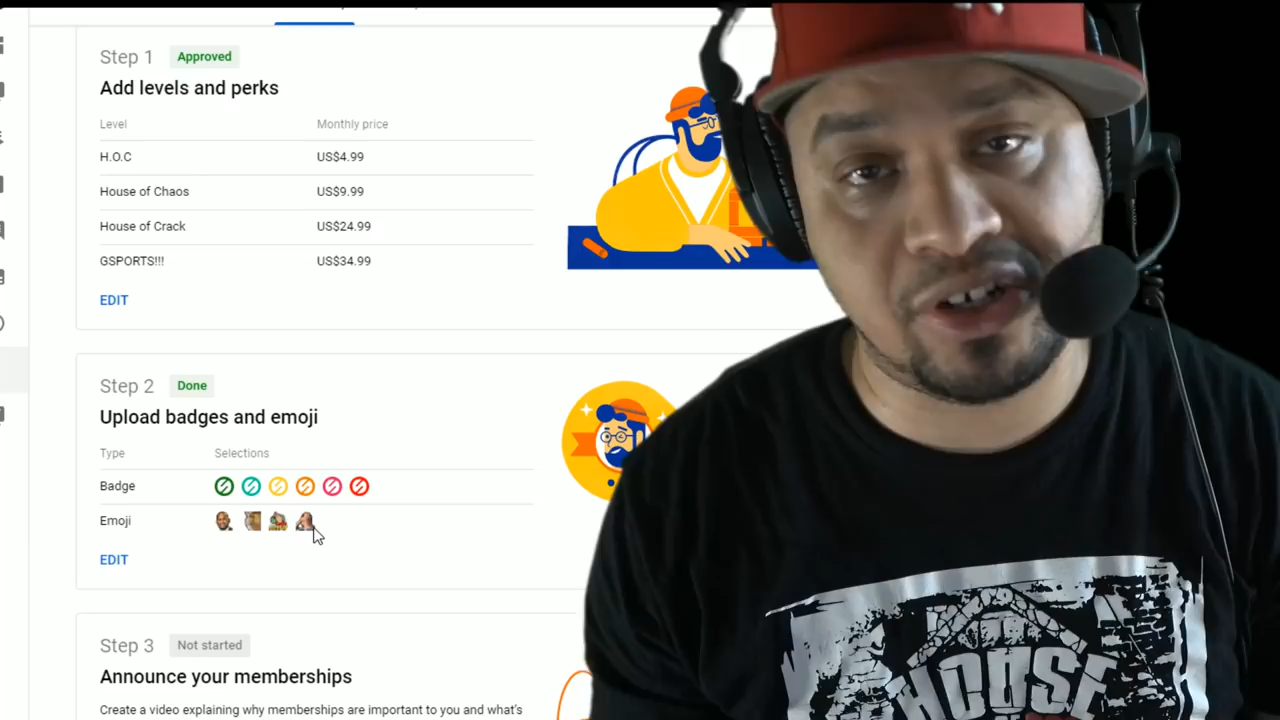 Step 1 Approved
Add levels and perks
Level Monthly price
H.O.C US$4.99
House of Chaos US$9.99
House of Crack US$24.99
GSPORTS!!! US$34.99
EDIT
Step 2 Done
Upload badges and emoji
Type Selections
Badge
Emoji
EDIT
Step 3 Not started
Announce your memberships
Create a video explaining why memberships are important to you and what's
HOUSE